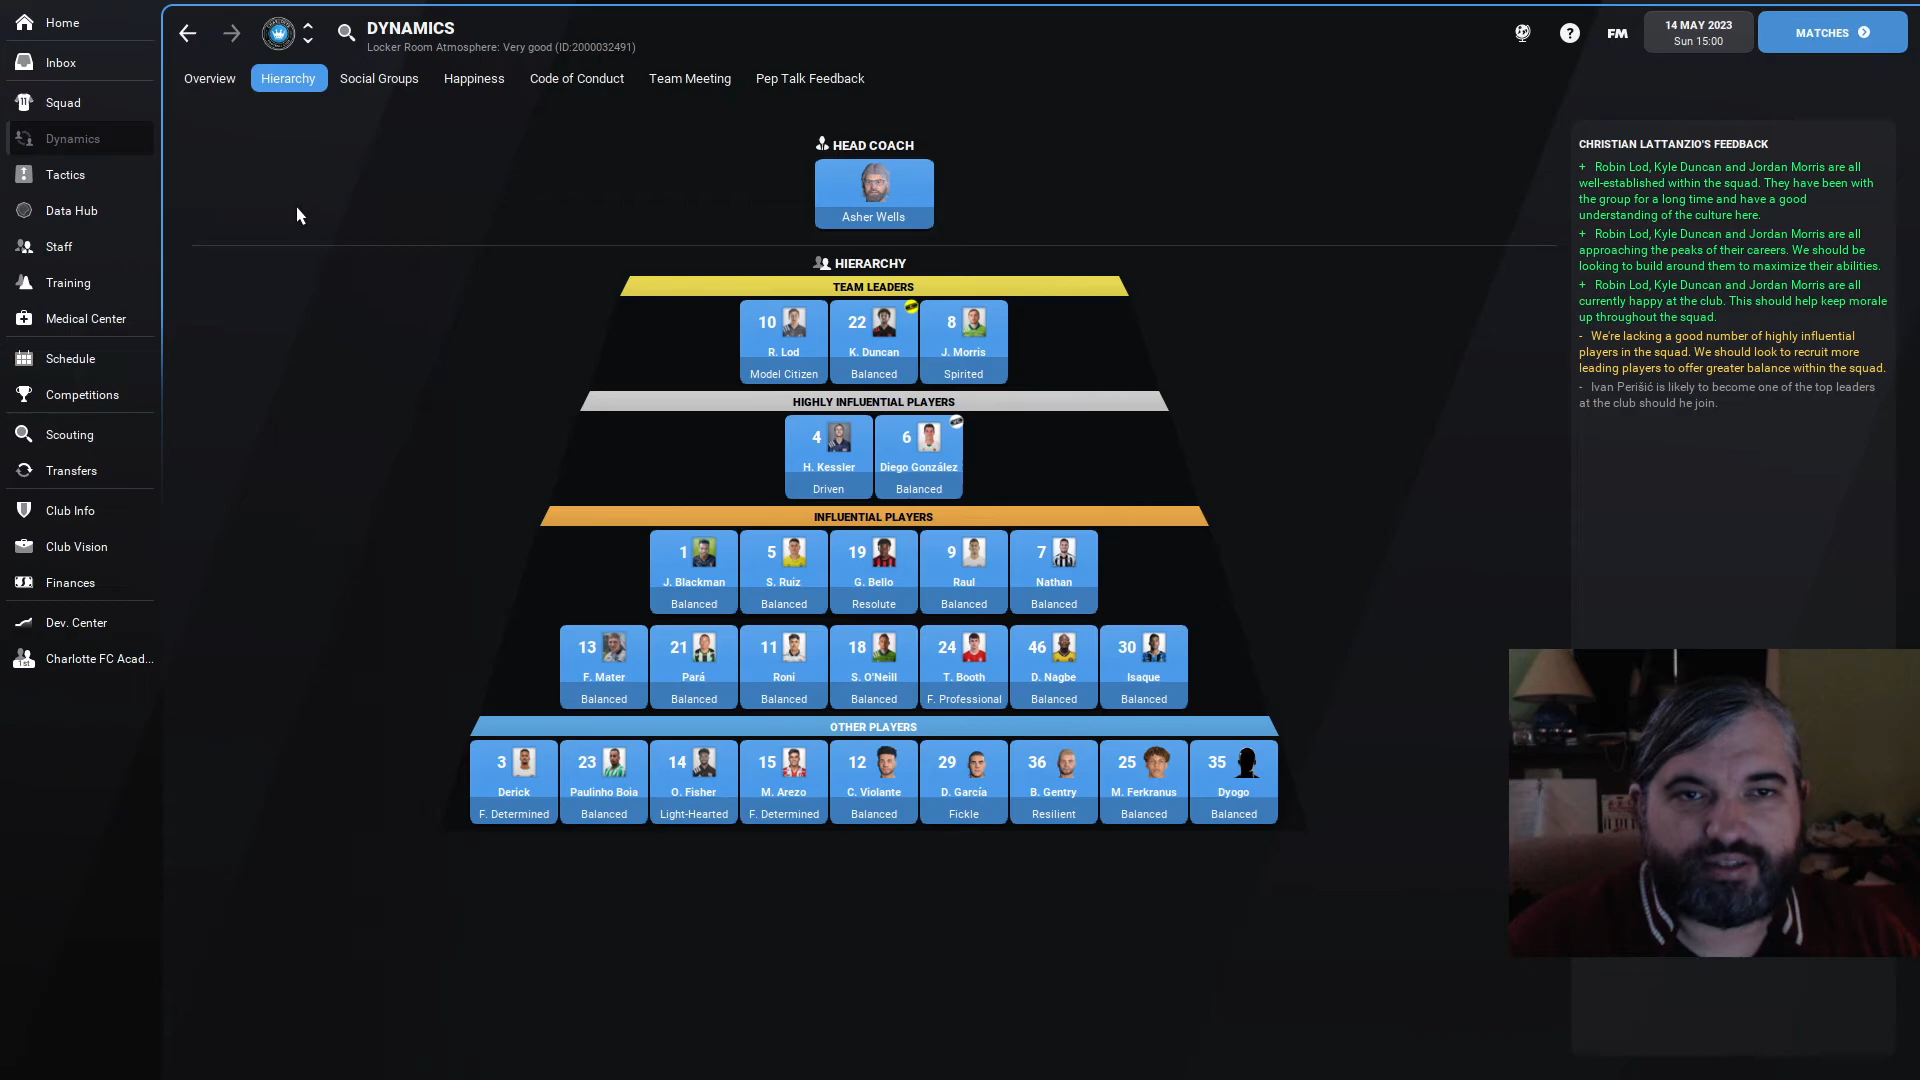 Home
Inbox
Squad
Dynamics
Tactics
Data Hub
Staff
Training
Medical Center
Schedule
Competitions
Scouting
Transfers
Club Info
Club Vision
Finances
Dev. Center
Charlotte FC Acad...
DYNAMICS
Locker Room Atmosphere: Very good (ID:2000032491)
FM
14 MAY 2023
Sun 15:00
MATCHES
Overview Hierarchy Social Groups Happiness Code of Conduct Team Meeting Pep Talk Feedback
HEAD COACH
Asher Wells
HIERARCHY
TEAM LEADERS
10 22 8
R. Lod K. Duncan J. Morris
Model Citizen Balanced Spirited
HIGHLY INFLUENTIAL PLAYERS
4 6
H. Kessler Diego González
Driven Balanced
INFLUENTIAL PLAYERS
1 5 19 9 7
J. Blackman S. Ruiz G. Bello Raul Nathan
Balanced Balanced Resolute Balanced Balanced
13 21 11 18 24 46 30
F. Mater Pará Roni S. O'Neill T. Booth D. Nagbe Isaque
Balanced Balanced Balanced Balanced F. Professional Balanced Balanced
OTHER PLAYERS
3 23 14 15 12 29 36 25 35
Derick Paulinho Boia O. Fisher M. Arezo C. Violante D. García B. Gentry M. Ferkranus Dyogo
F. Determined Balanced Light-Hearted F. Determined Balanced Fickle Resilient Balanced Balanced
CHRISTIAN LATTANZIO'S FEEDBACK
+ Robin Lod, Kyle Duncan and Jordan Morris are all
well-established within the squad. They have been with
the group for a long time and have a good
understanding of the culture here.
+ Robin Lod, Kyle Duncan and Jordan Morris are all
approaching the peaks of their careers. We should be
looking to build around them to maximize their abilities.
+ Robin Lod, Kyle Duncan and Jordan Morris are all
currently happy at the club. This should help keep morale
up throughout the squad.
- We're lacking a good number of highly influential
players in the squad. We should look to recruit more
leading players to offer greater balance within the squad.
- Ivan Perišić is likely to become one of the top leaders
at the club should he join.